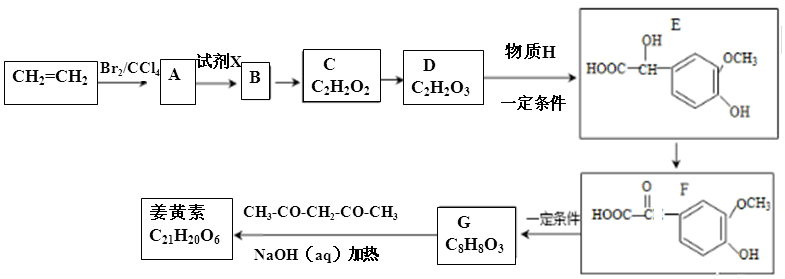 CH₂=CH₂
Br₂/CCl₄
A
试剂X
B
C
C₂H₂O₂
D
C₂H₂O₃
物质H
一定条件
E
OH
HOOC—CH
OCH₃
OH
F
O
HOOC—C
OCH₃
OH
一定条件
G
C₈H₈O₃
CH₃-CO-CH₂-CO-CH₃
NaOH（aq）加热
姜黄素
C₂₁H₂₀O₆